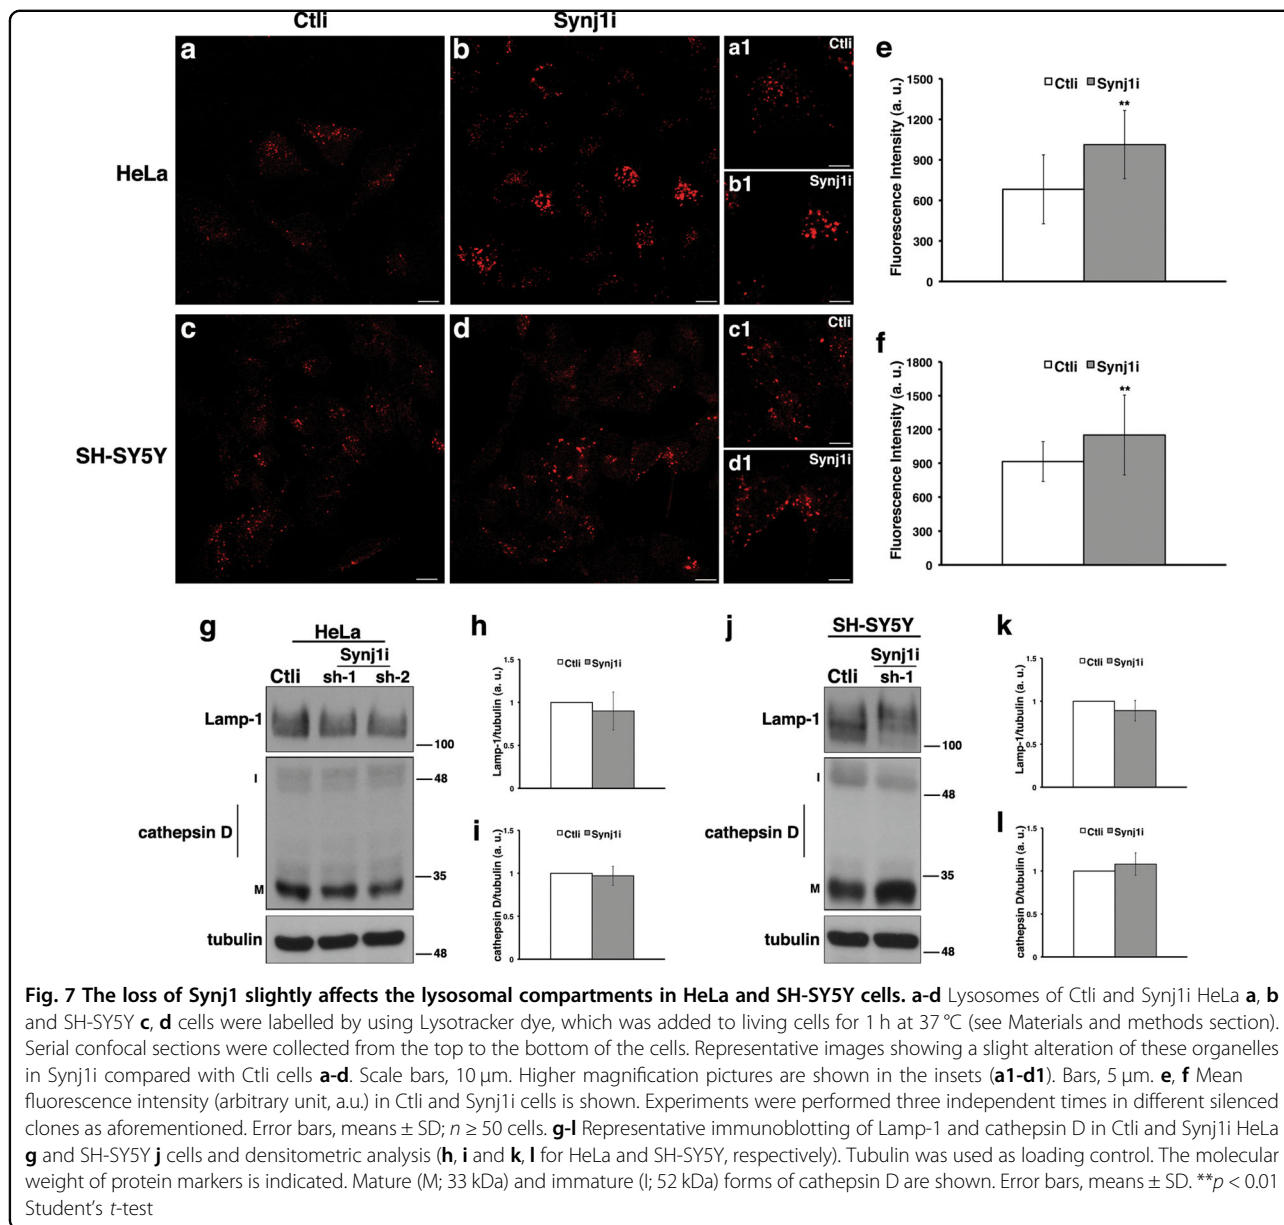 Ctli Synj1i
a b a1 Ctli
HeLa
b1 Synj1i
c d c1 Ctli
SH-SY5Y
d1 Synj1i
e
Ctli Synj1i
Fluorescence Intensity (a. u.)
1500
1200
900
600
300
0
**
f
Ctli Synj1i
Fluorescence Intensity (a. u.)
1800
1500
1200
900
600
300
0
**
g
HeLa
Synj1i
Ctli sh-1 sh-2
Lamp-1
100
I
48
cathepsin D
35
M
tubulin
48
h
Ctli Synj1i
Lamp-1/tubulin (a. u.)
1.5
1
0.5
0
i
Ctli Synj1i
cathepsin D/tubulin (a. u.)
1.5
1
0.5
0
j
SH-SY5Y
Synj1i
Ctli sh-1
Lamp-1
100
I
48
cathepsin D
35
M
tubulin
48
k
Ctli Synj1i
Lamp-1/tubulin (a. u.)
1.5
1
0.5
0
l
Ctli Synj1i
cathepsin D/tubulin (a. u.)
1.5
1
0.5
0
Fig. 7 The loss of Synj1 slightly affects the lysosomal compartments in HeLa and SH-SY5Y cells. a-d Lysosomes of Ctli and Synj1i HeLa a, b
and SH-SY5Y c, d cells were labelled by using Lysotracker dye, which was added to living cells for 1 h at 37 °C (see Materials and methods section).
Serial confocal sections were collected from the top to the bottom of the cells. Representative images showing a slight alteration of these organelles
in Synj1i compared with Ctli cells a-d. Scale bars, 10 μm. Higher magnification pictures are shown in the insets (a1-d1). Bars, 5 μm. e, f Mean
fluorescence intensity (arbitrary unit, a.u.) in Ctli and Synj1i cells is shown. Experiments were performed three independent times in different silenced
clones as aforementioned. Error bars, means ± SD; n ≥ 50 cells. g-l Representative immunoblotting of Lamp-1 and cathepsin D in Ctli and Synj1i HeLa
g and SH-SY5Y j cells and densitometric analysis (h, i and k, l for HeLa and SH-SY5Y, respectively). Tubulin was used as loading control. The molecular
weight of protein markers is indicated. Mature (M; 33 kDa) and immature (I; 52 kDa) forms of cathepsin D are shown. Error bars, means ± SD. **p < 0.01
Student's t-test